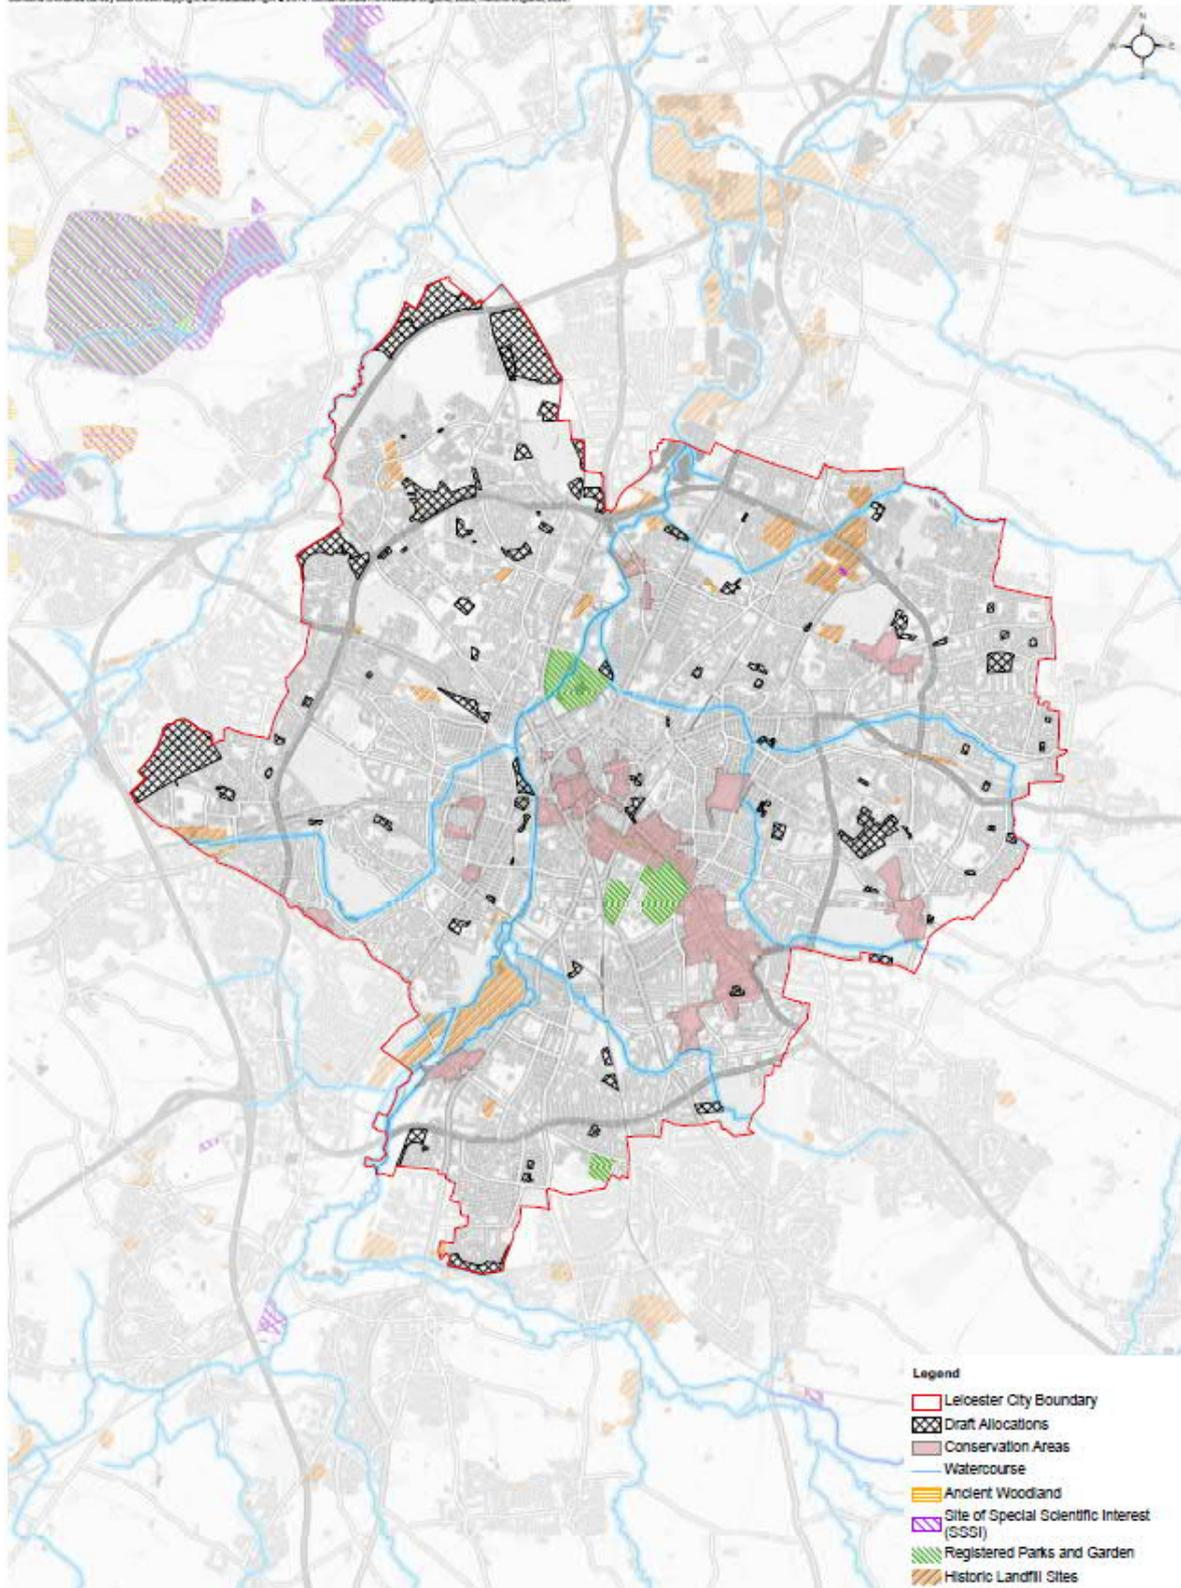 N
E
Legend
Leicester City Boundary
Draft Allocations
Conservation Areas
Watercourse
Ancient Woodland
Site of Special Scientific Interest
(SSSI)
Registered Parks and Garden
Historic Landfill Sites